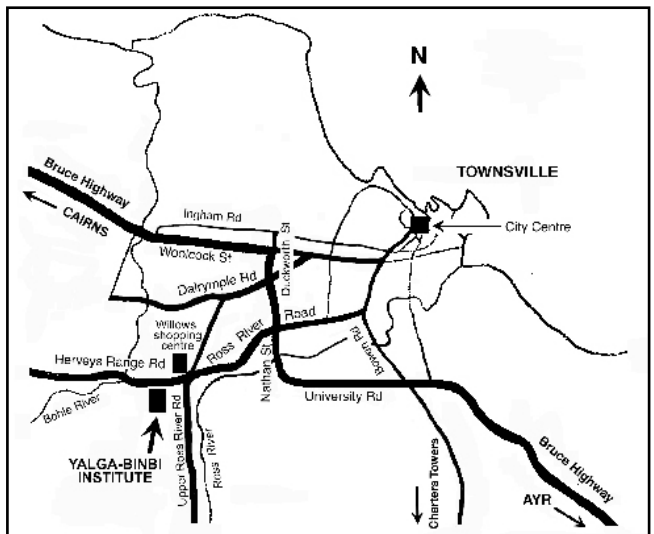 N
TOWNSVILLE
City Centre
Bruce Highway
CAIRNS
Ingham Rd
Woolcock St
Duckworth St
Dalrymple Rd
Willows
shopping
centre
Ross River
Road
Herveys Range Rd
Nathan St
Bowen Rd
University Rd
Bohle River
Upper Ross River Rd
Ross River
YALGA-BINBI
INSTITUTE
Charters Towers
Bruce Highway
AYR